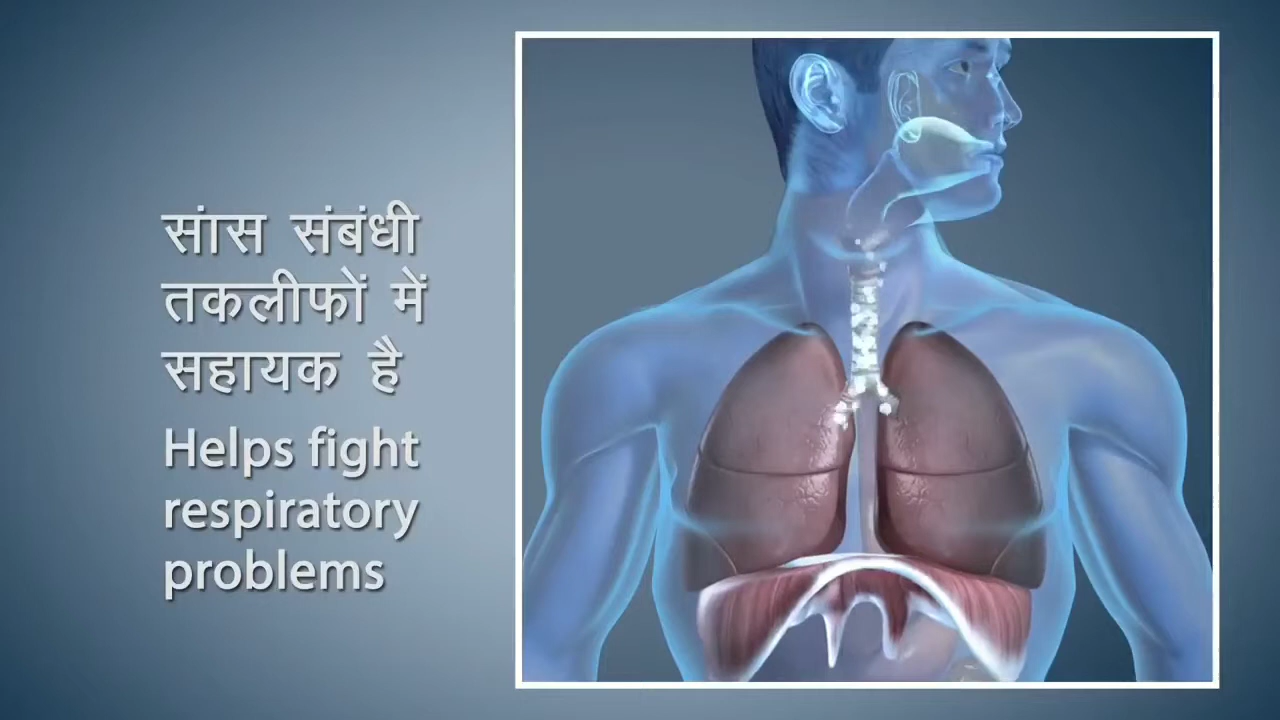 सांस संबंधी
तकलीफों में
सहायक है
Helps fight
respiratory
problems